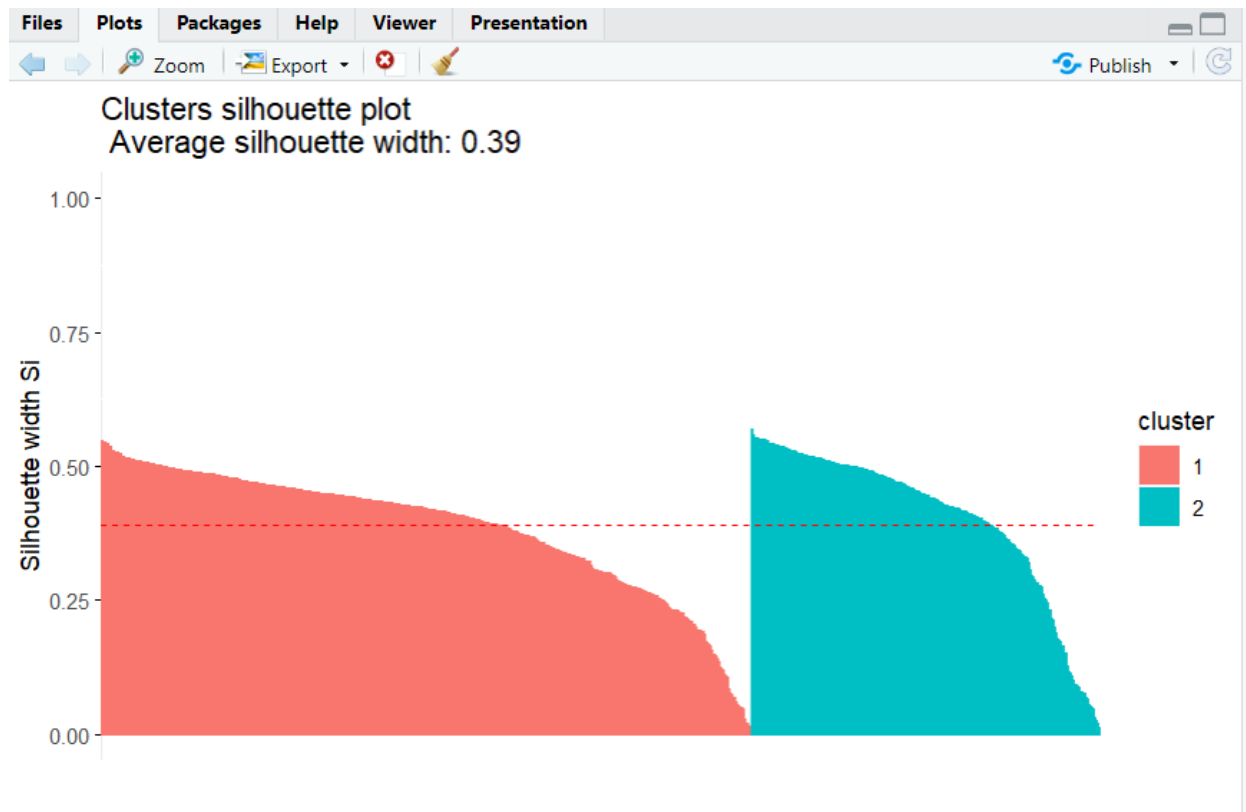 Files Plots Packages Help Viewer Presentation
Zoom Export Publish
Clusters silhouette plot
Average silhouette width: 0.39
1.00
0.75
0.50
0.25
0.00
Silhouette width Si
cluster
1
2